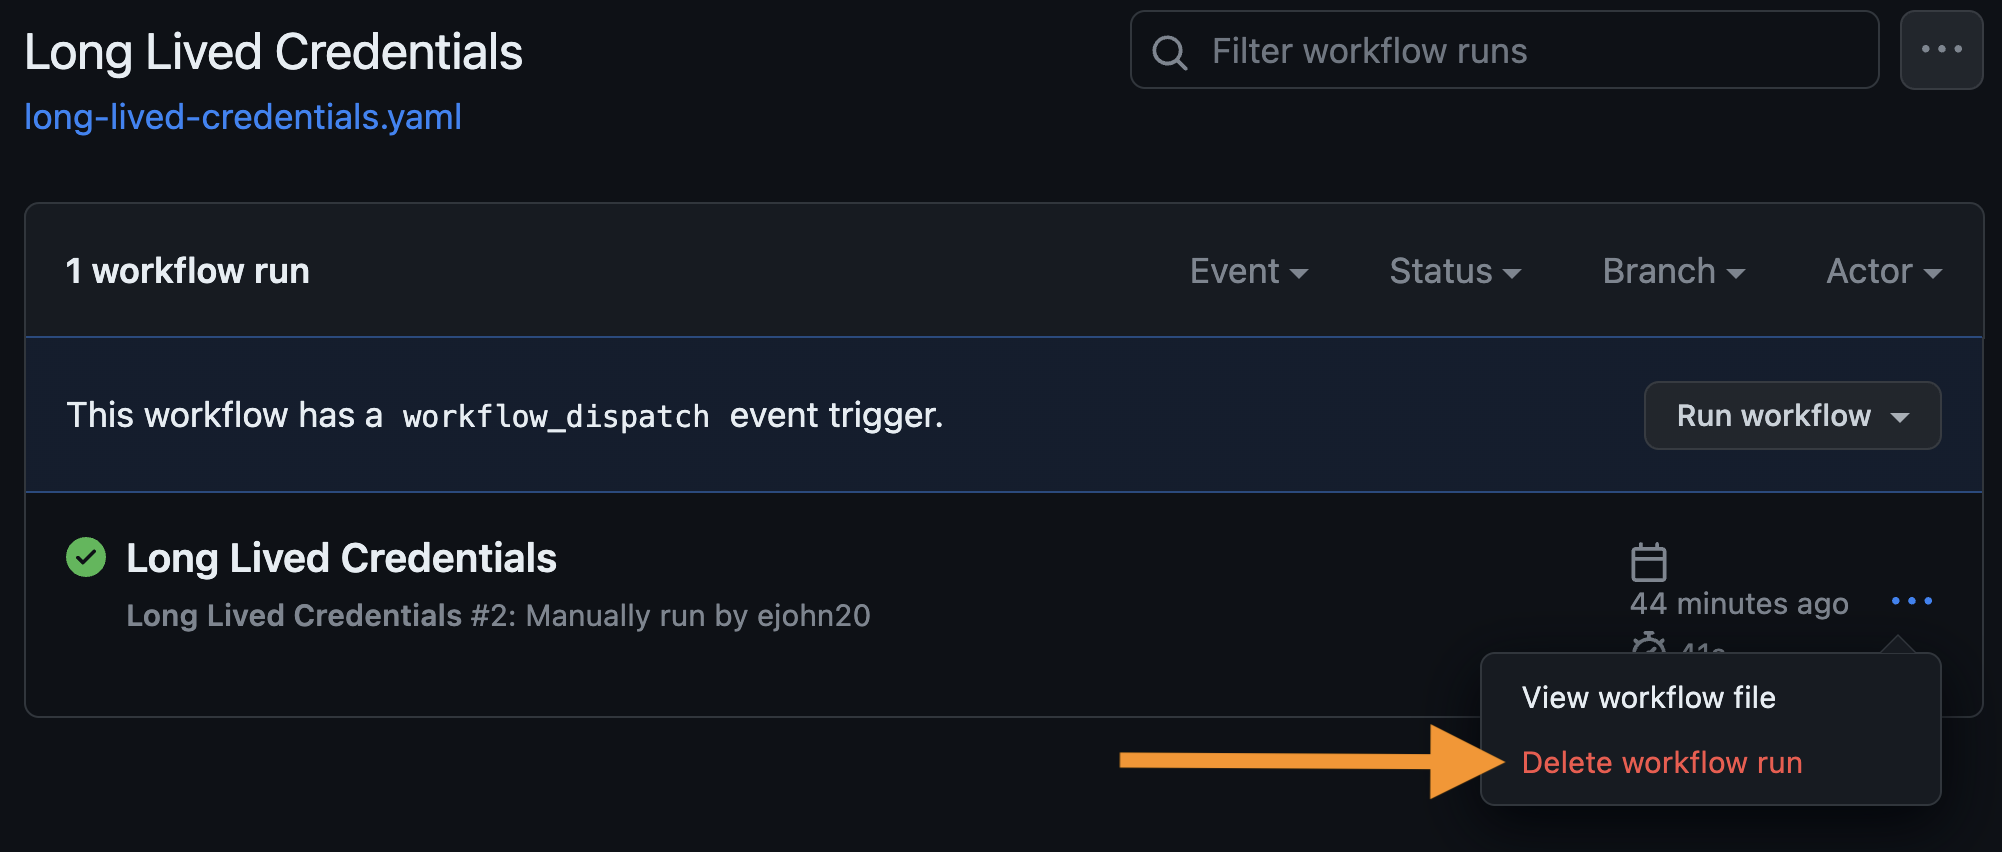 Long Lived Credentials
Filter workflow runs
long-lived-credentials.yaml
1 workflow run
Event
Status
Branch
Actor
This workflow has a workflow_dispatch event trigger.
Run workflow
Long Lived Credentials
Long Lived Credentials #2: Manually run by ejohn20
44 minutes ago
View workflow file
Delete workflow run